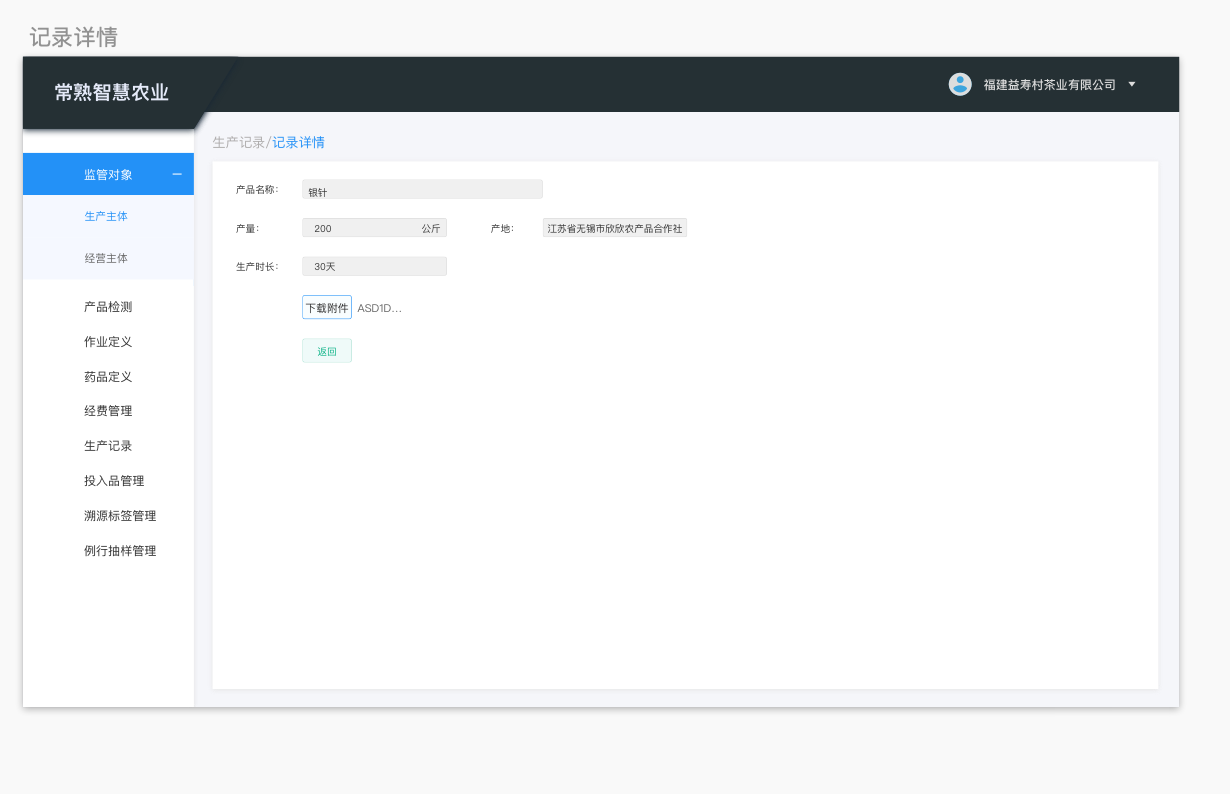 记录详情
常熟智慧农业
福建益寿村茶业有限公司
生产记录/记录详情
监管对象
生产主体
经营主体
产品检测
作业定义
药品定义
经费管理
生产记录
投入品管理
溯源标签管理
例行抽样管理
产品名称: 银针
产量: 200 公斤 产地: 江苏省无锡市欣欣农产品合作社
生产时长: 30天
下载附件 ASD1D...
返回